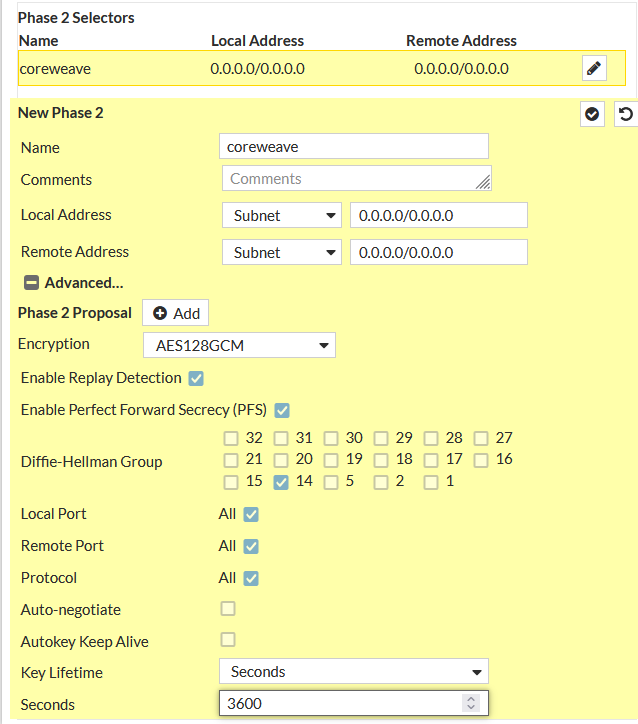 Phase 2 Selectors
Name Local Address Remote Address
coreweave 0.0.0.0/0.0.0.0 0.0.0.0/0.0.0.0
New Phase 2
Name coreweave
Comments Comments
Local Address Subnet 0.0.0.0/0.0.0.0
Remote Address Subnet 0.0.0.0/0.0.0.0
Advanced...
Phase 2 Proposal Add
Encryption AES128GCM
Enable Replay Detection
Enable Perfect Forward Secrecy (PFS)
32 31 30 29 28 27
Diffie-Hellman Group 21 20 19 18 17 16
15 14 5 2 1
Local Port All
Remote Port All
Protocol All
Auto-negotiate
Autokey Keep Alive
Key Lifetime Seconds
Seconds 3600